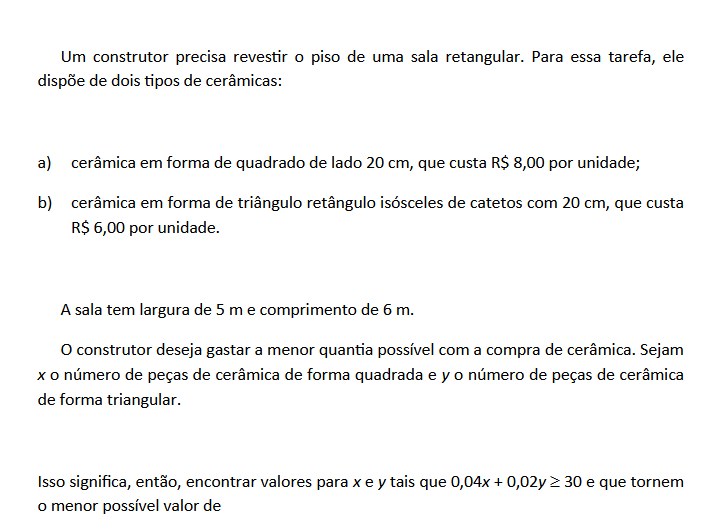 Um construtor precisa revestir o piso de uma sala retangular. Para essa tarefa, ele
dispõe de dois tipos de cerâmicas:
a) cerâmica em forma de quadrado de lado 20 cm, que custa R$ 8,00 por unidade;
b) cerâmica em forma de triângulo retângulo isósceles de catetos com 20 cm, que custa
R$ 6,00 por unidade.
A sala tem largura de 5 m e comprimento de 6 m.
O construtor deseja gastar a menor quantia possível com a compra de cerâmica. Sejam
x o número de peças de cerâmica de forma quadrada e y o número de peças de cerâmica
de forma triangular.
Isso significa, então, encontrar valores para x e y tais que 0,04x + 0,02y ≥ 30 e que tornem
o menor possível valor de